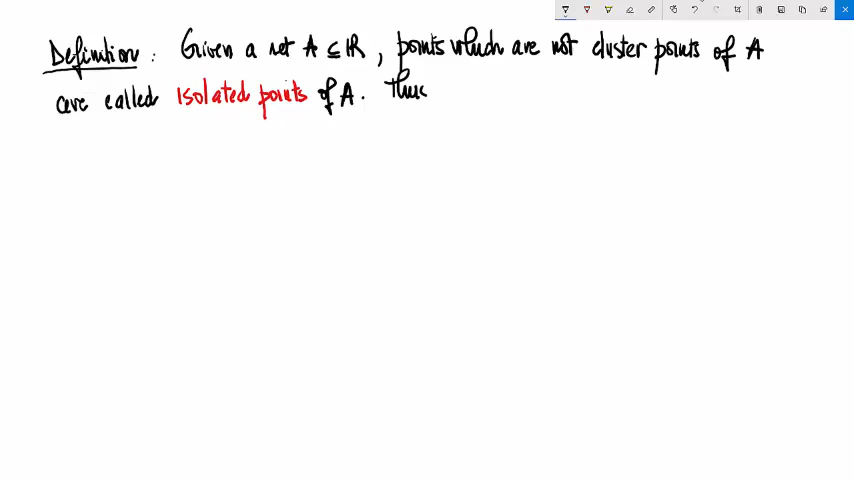 Definition : Given a set A ⊆ ℝ , points which are not cluster points of A
are called isolated points of A . Thus